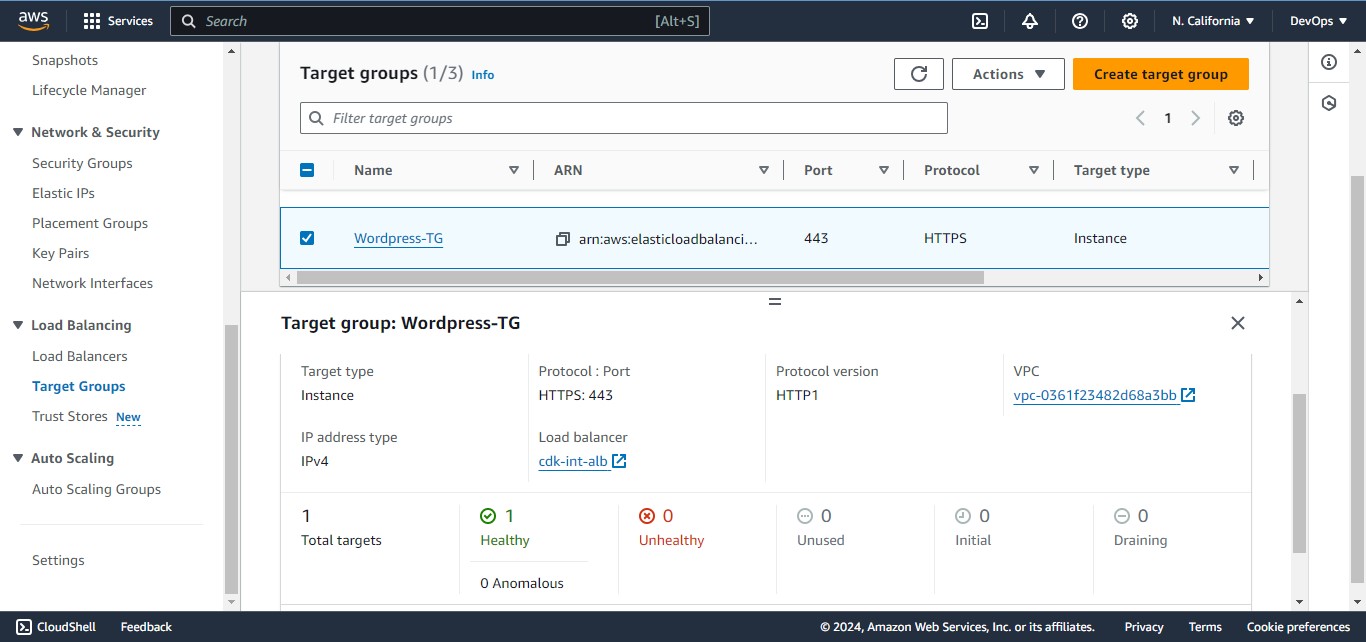 aws
Services
Search
[Alt+S]
N. California ▼
DevOps ▼
Snapshots
Lifecycle Manager
Network & Security
Security Groups
Elastic IPs
Placement Groups
Key Pairs
Network Interfaces
Load Balancing
Load Balancers
Target Groups
Trust Stores New
Auto Scaling
Auto Scaling Groups
Settings
Target groups (1/3) Info
Actions ▼
Create target group
Filter target groups
1
Name ARN Port Protocol Target type
Wordpress-TG arn:aws:elasticloadbalanci... 443 HTTPS Instance
Target group: Wordpress-TG
Target type
Instance
Protocol : Port
HTTPS: 443
Protocol version
HTTP1
VPC
vpc-0361f23482d68a3bb
IP address type
IPv4
Load balancer
cdk-int-alb
1
Total targets
1
Healthy
0 Anomalous
0
Unhealthy
0
Unused
0
Initial
0
Draining
CloudShell
Feedback
© 2024, Amazon Web Services, Inc. or its affiliates.
Privacy
Terms
Cookie preferences